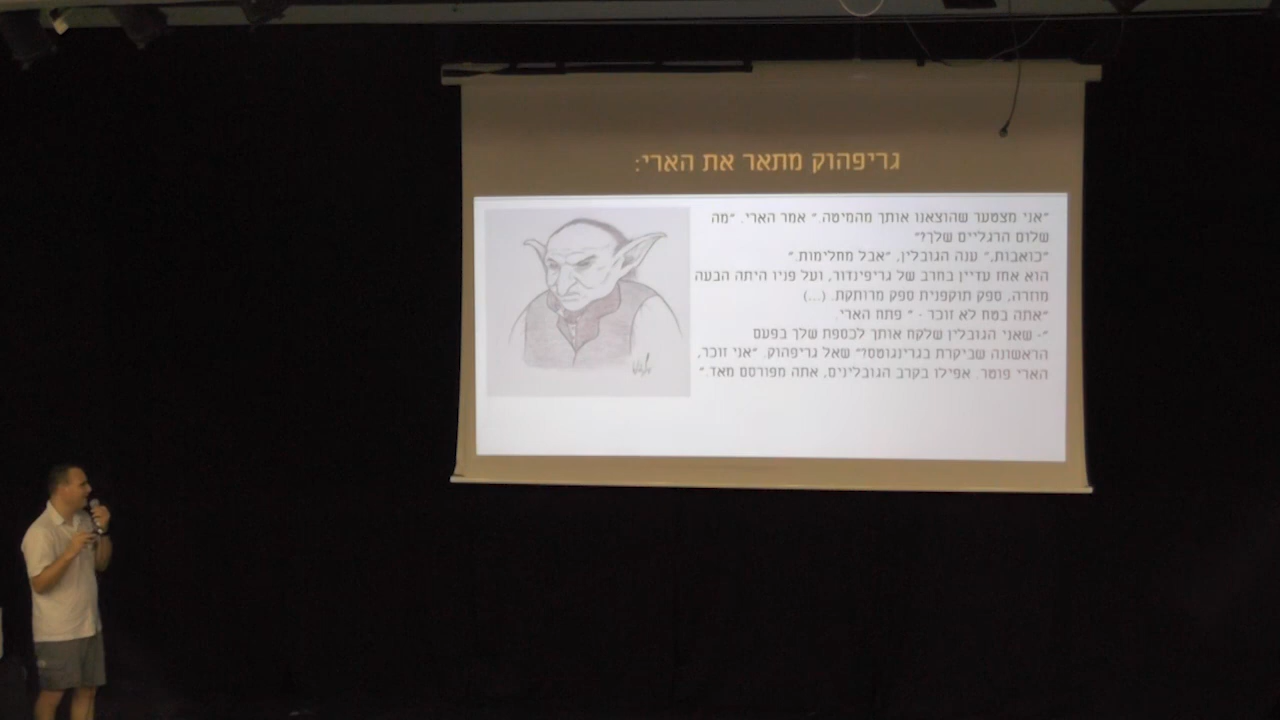 גריפהוק מתאר את הארי:
"אני מצטער שהוצאנו אותך מהמיטה." אמר הארי. "מה
שלום הרגליים שלך?"
"כואבות," ענה הגובלין, "אבל מחלימות."
הוא אחז עדיין בחרב של גריפינדור, ועל פניו היתה הבעה
מוזרה, ספק תוקפנית ספק מרותקת. (...)
"אתה בטח לא זוכר - " פתח הארי.
"- שאני הגובלין שלקח אותך לכספת שלך בפעם
הראשונה שביקרת בגרינגוטס?" שאל גריפהוק. "אני זוכר,
הארי פוטר. אפילו בקרב הגובלינים, אתה מפורסם מאד."